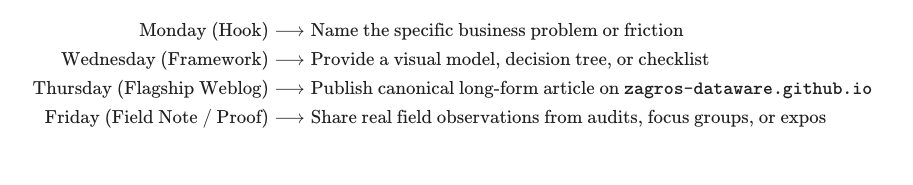 Monday (Hook) ⟶ Name the specific business problem or friction
Wednesday (Framework) ⟶ Provide a visual model, decision tree, or checklist
Thursday (Flagship Weblog) ⟶ Publish canonical long-form article on zagros-dataware.github.io
Friday (Field Note / Proof) ⟶ Share real field observations from audits, focus groups, or expos